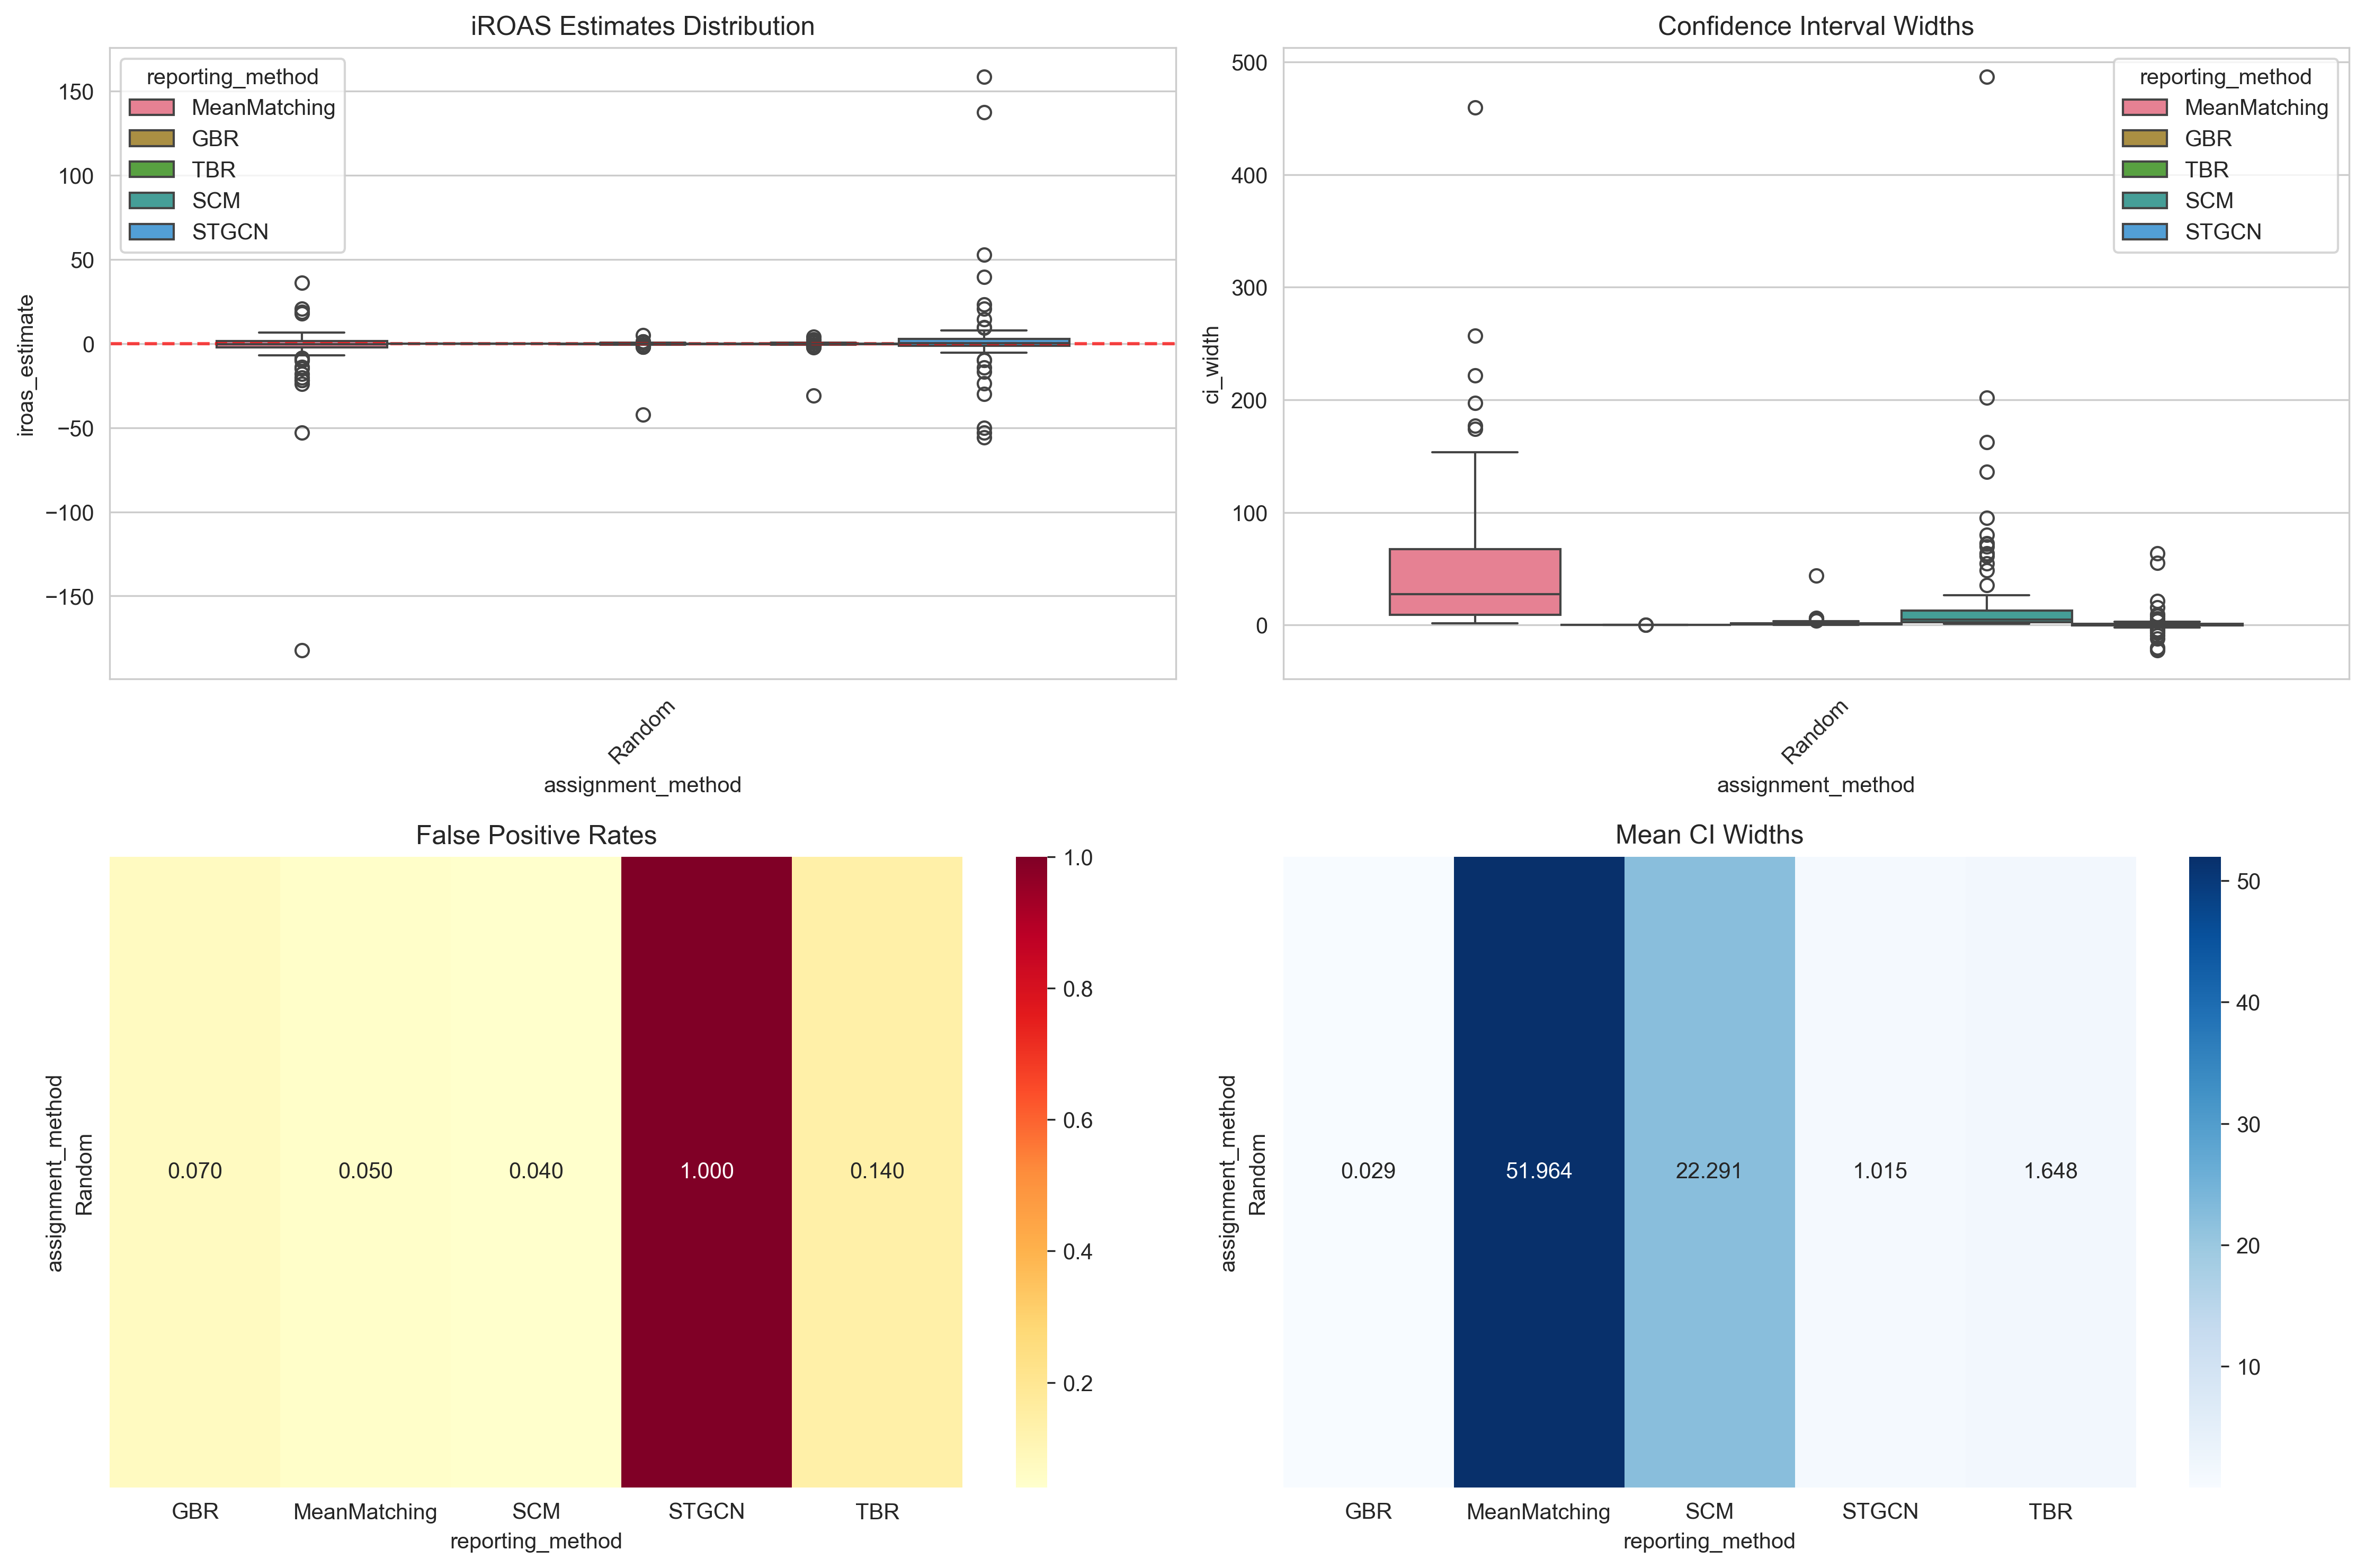 iROAS Estimates Distribution
reporting_method
MeanMatching
GBR
TBR
SCM
STGCN
150
100
50
0
−50
−100
−150
iroas_estimate
Random
assignment_method
Confidence Interval Widths
reporting_method
MeanMatching
GBR
TBR
SCM
STGCN
500
400
300
200
100
0
ci_width
Random
assignment_method
False Positive Rates
assignment_method
Random
0.070 0.050 0.040 1.000 0.140
GBR MeanMatching SCM STGCN TBR
reporting_method
1.0
0.8
0.6
0.4
0.2
Mean CI Widths
assignment_method
Random
0.029 51.964 22.291 1.015 1.648
GBR MeanMatching SCM STGCN TBR
reporting_method
50
40
30
20
10